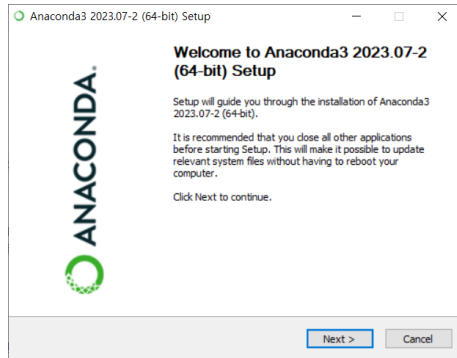 Anaconda3 2023.07-2 (64-bit) Setup
Welcome to Anaconda3 2023.07-2
(64-bit) Setup
Setup will guide you through the installation of Anaconda3
2023.07-2 (64-bit).
It is recommended that you close all other applications
before starting Setup. This will make it possible to update
relevant system files without having to reboot your
computer.
Click Next to continue.
ANACONDA.
Next >
Cancel